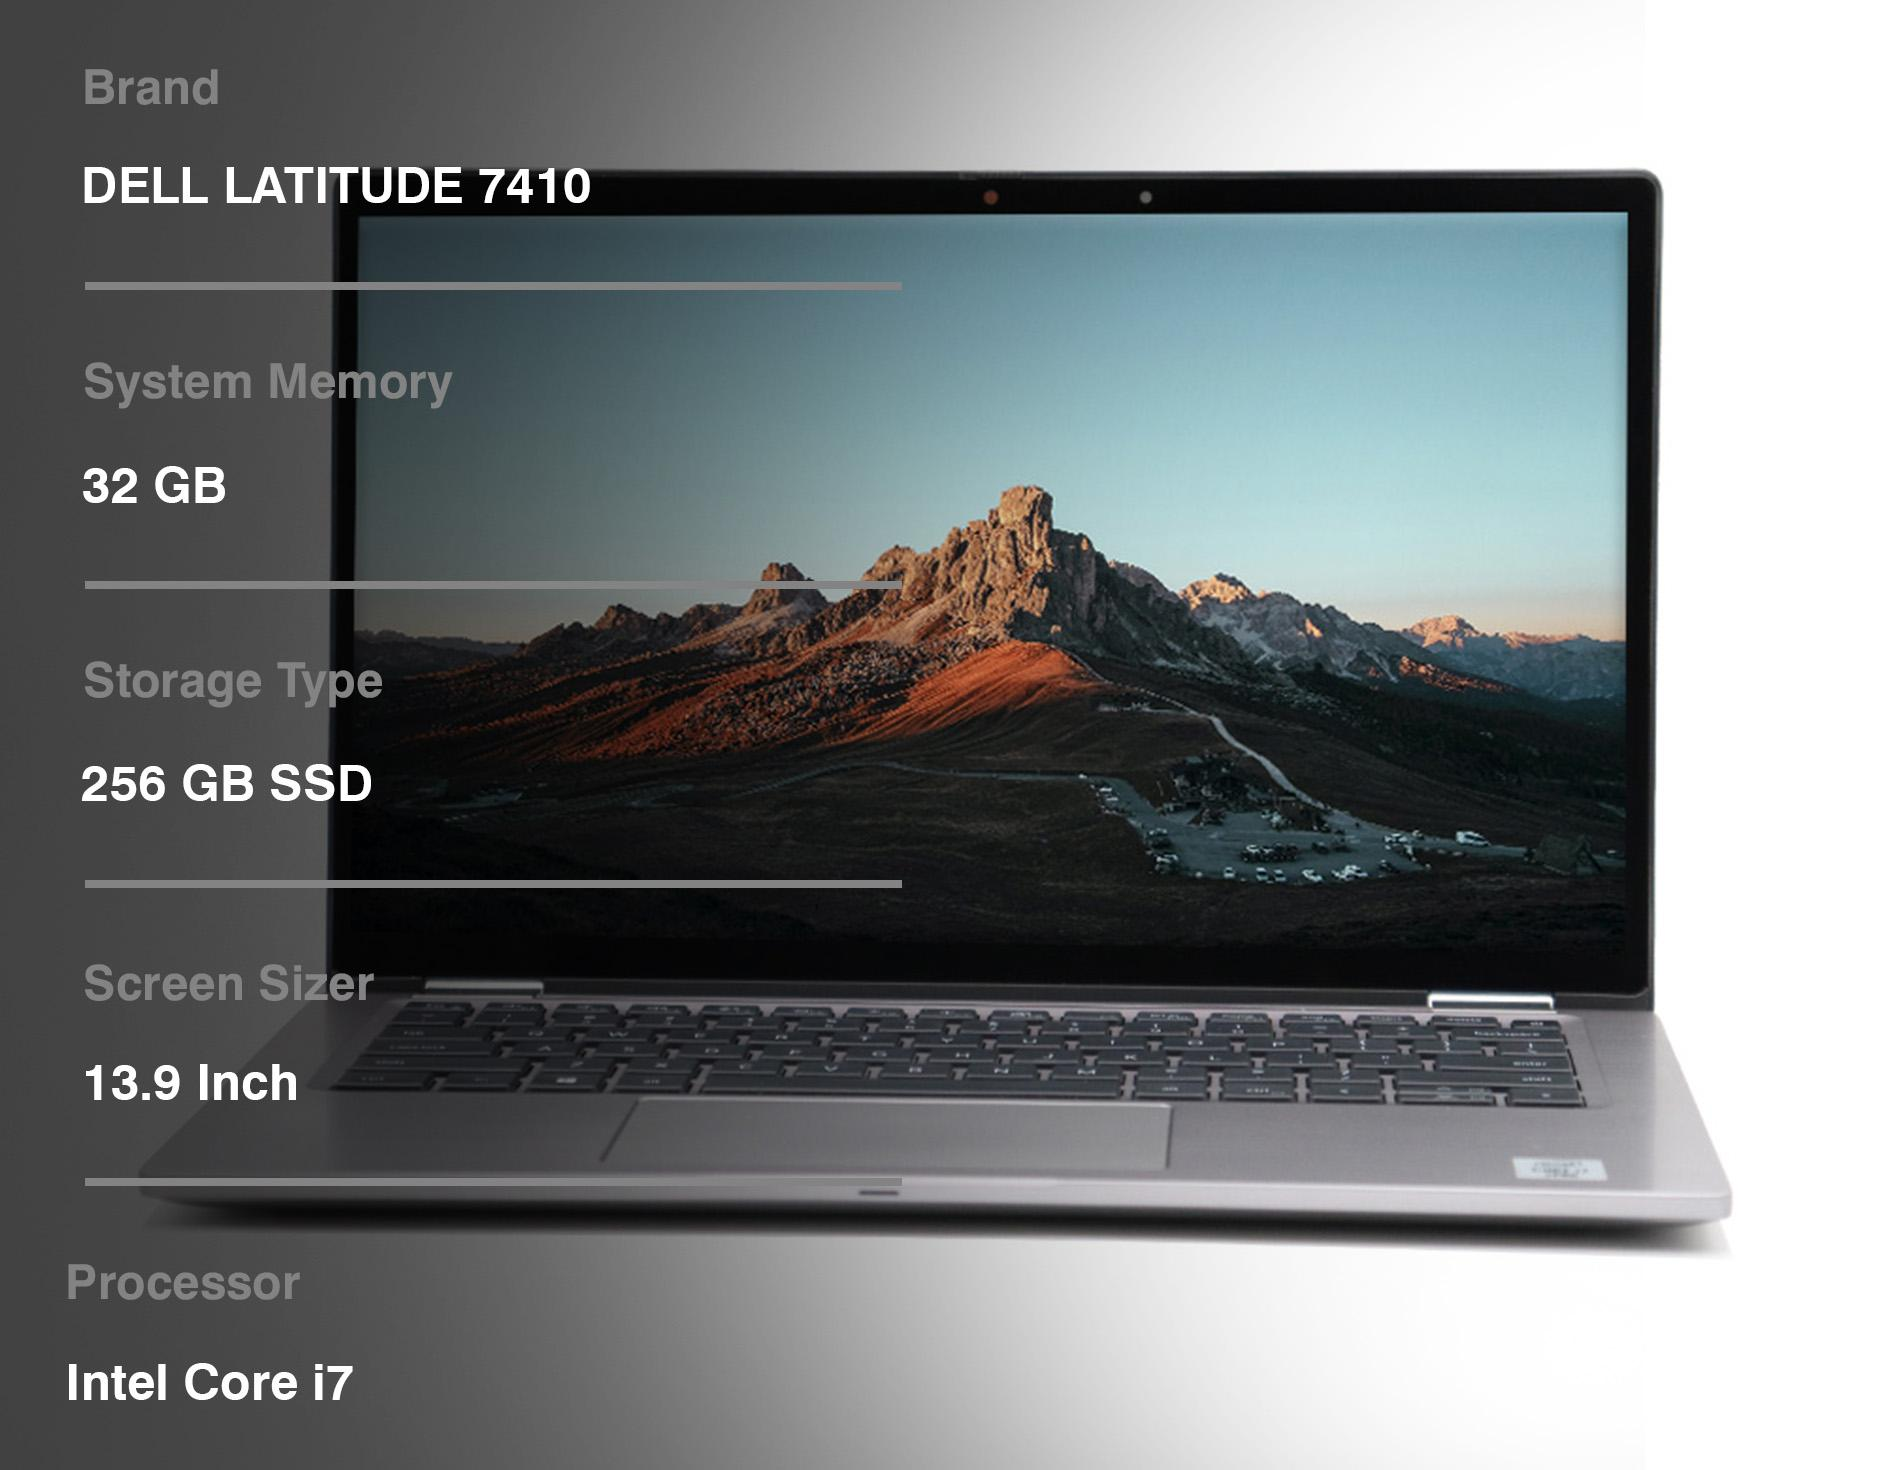 Brand
DELL LATITUDE 7410
System Memory
32 GB
Storage Type
256 GB SSD
Screen Sizer
13.9 Inch
Processor
Intel Core i7